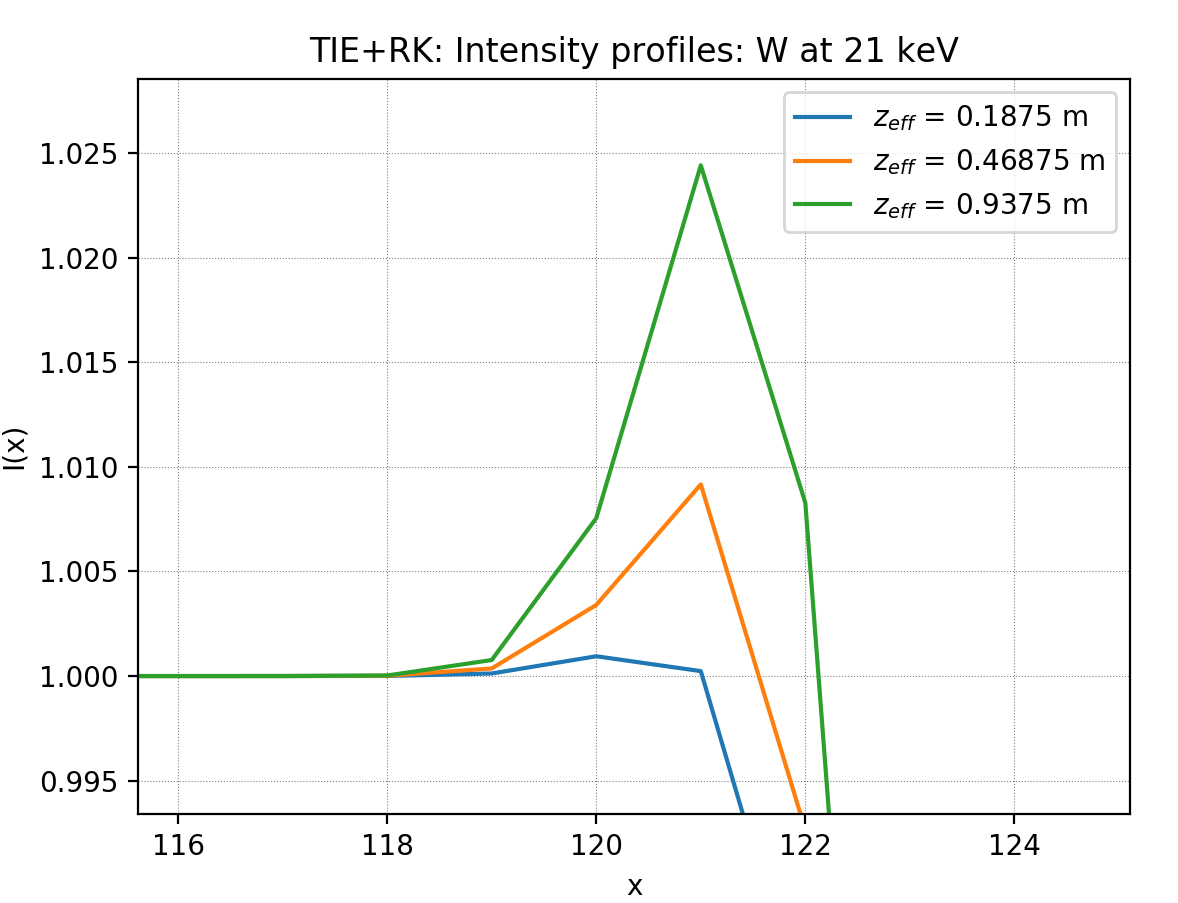 TIE+RK: Intensity profiles: W at 21 keV
z_eff = 0.1875 m
z_eff = 0.46875 m
z_eff = 0.9375 m
I(x)
1.025
1.020
1.015
1.010
1.005
1.000
0.995
116 118 120 122 124
x